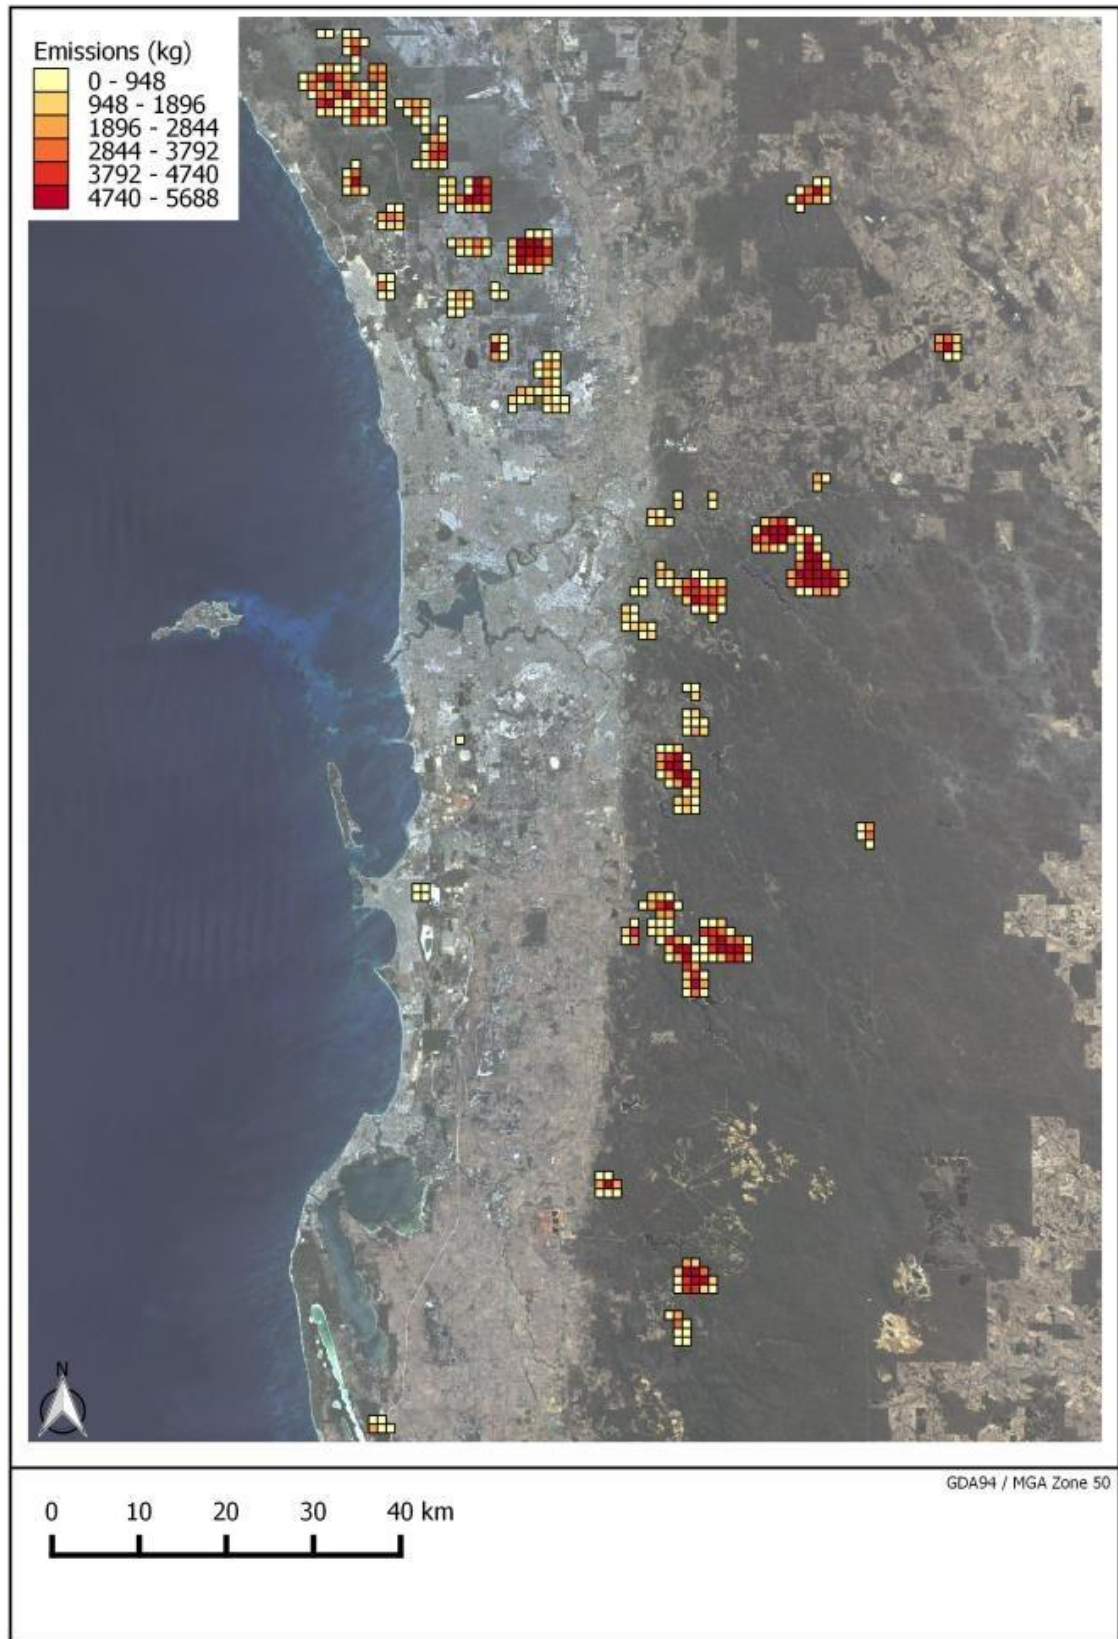 Emissions (kg)
0 - 948
948 - 1896
1896 - 2844
2844 - 3792
3792 - 4740
4740 - 5688
N
GDA94 / MGA Zone 50
0 10 20 30 40 km